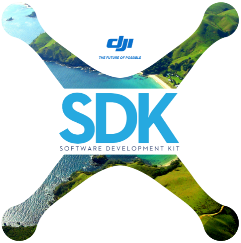 dji
THE FUTURE OF POSSIBLE
SDK
SOFTWARE DEVELOPMENT KIT